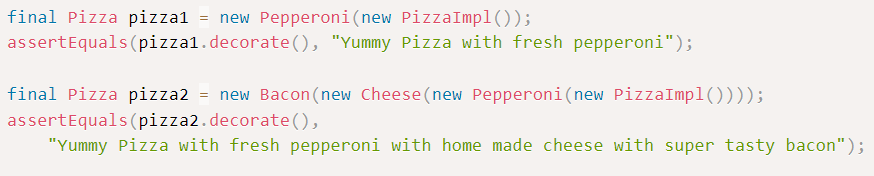 final Pizza pizza1 = new Pepperoni(new PizzaImpl());
assertEquals(pizza1.decorate(), "Yummy Pizza with fresh pepperoni");
final Pizza pizza2 = new Bacon(new Cheese(new Pepperoni(new PizzaImpl())));
assertEquals(pizza2.decorate(),
"Yummy Pizza with fresh pepperoni with home made cheese with super tasty bacon");